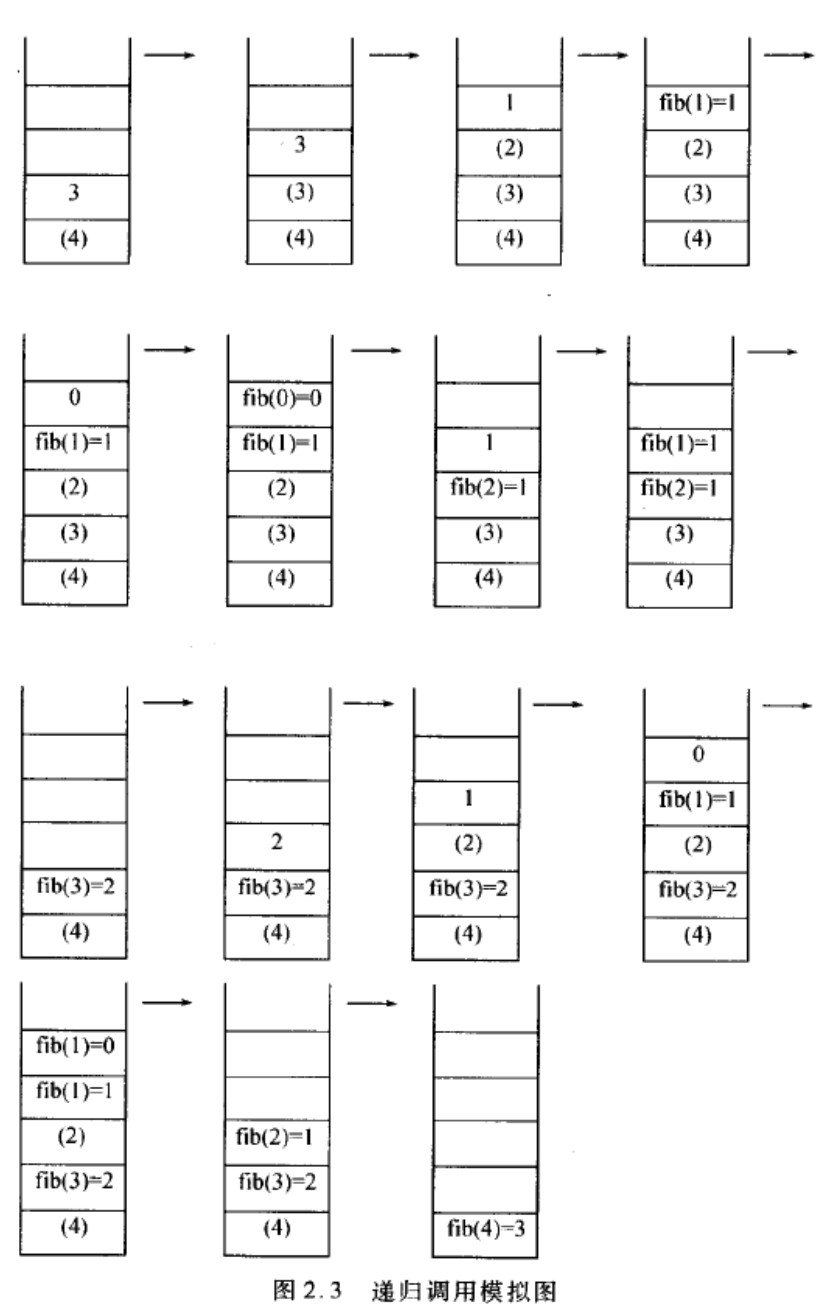 3
(4)
3
(3)
(4)
1
(2)
(3)
(4)
fib(1)=1
(2)
(3)
(4)
0
fib(1)=1
(2)
(3)
(4)
fib(0)=0
fib(1)=1
(2)
(3)
(4)
1
fib(2)=1
(3)
(4)
fib(1)=1
fib(2)=1
(3)
(4)
fib(3)=2
(4)
2
fib(3)=2
(4)
1
(2)
fib(3)=2
(4)
0
fib(1)=1
(2)
fib(3)=2
(4)
fib(1)=0
fib(1)=1
(2)
fib(3)=2
(4)
fib(2)=1
fib(3)=2
(4)
fib(4)=3
图2.3 递归调用模拟图